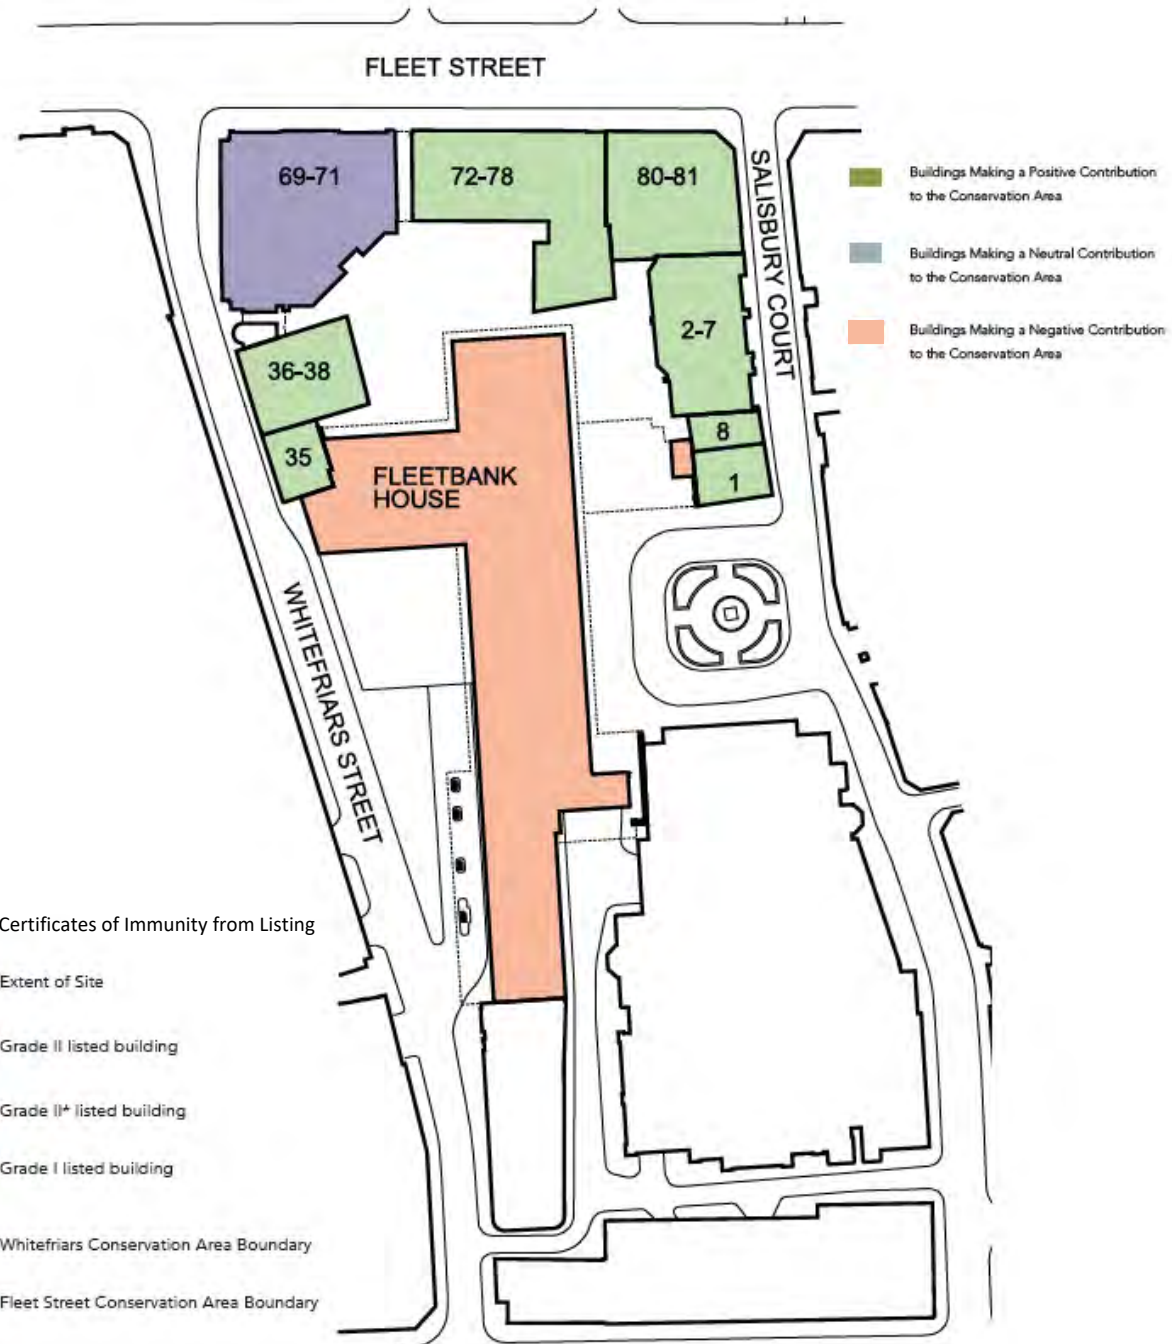 FLEET STREET
69-71
72-78
80-81
SALISBURY COURT
Buildings Making a Positive Contribution
to the Conservation Area
Buildings Making a Neutral Contribution
to the Conservation Area
Buildings Making a Negative Contribution
to the Conservation Area
2-7
36-38
8
35
1
FLEETBANK
HOUSE
WHITEFRIARS STREET
Certificates of Immunity from Listing
Extent of Site
Grade II listed building
Grade II* listed building
Grade I listed building
Whitefriars Conservation Area Boundary
Fleet Street Conservation Area Boundary